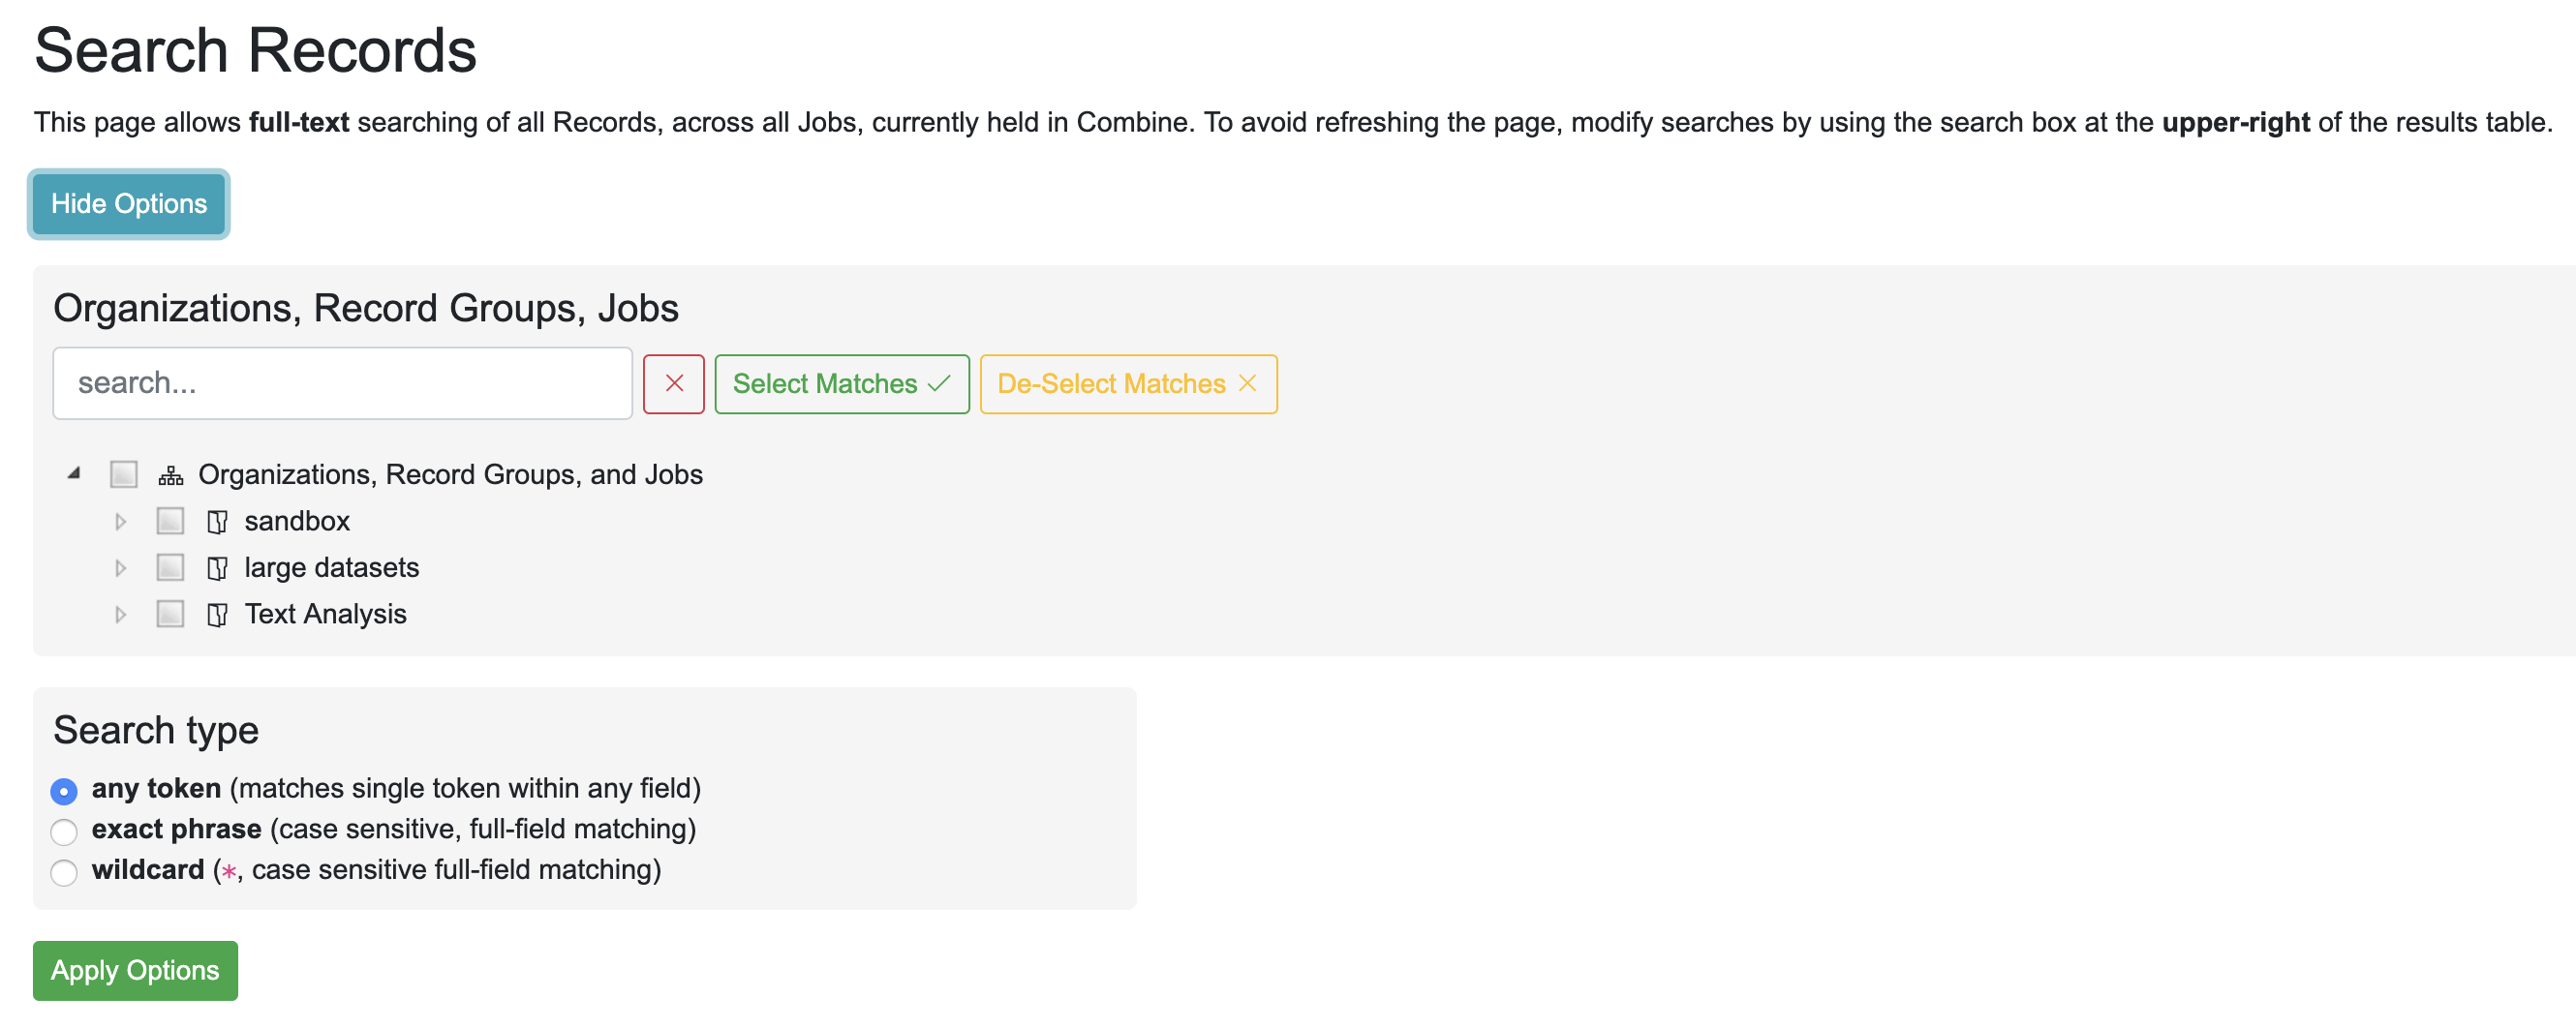 Search Records
This page allows full-text searching of all Records, across all Jobs, currently held in Combine. To avoid refreshing the page, modify searches by using the search box at the upper-right of the results table.
Hide Options
Organizations, Record Groups, Jobs
search... Select Matches De-Select Matches
Organizations, Record Groups, and Jobs
sandbox
large datasets
Text Analysis
Search type
any token (matches single token within any field)
exact phrase (case sensitive, full-field matching)
wildcard (*, case sensitive full-field matching)
Apply Options